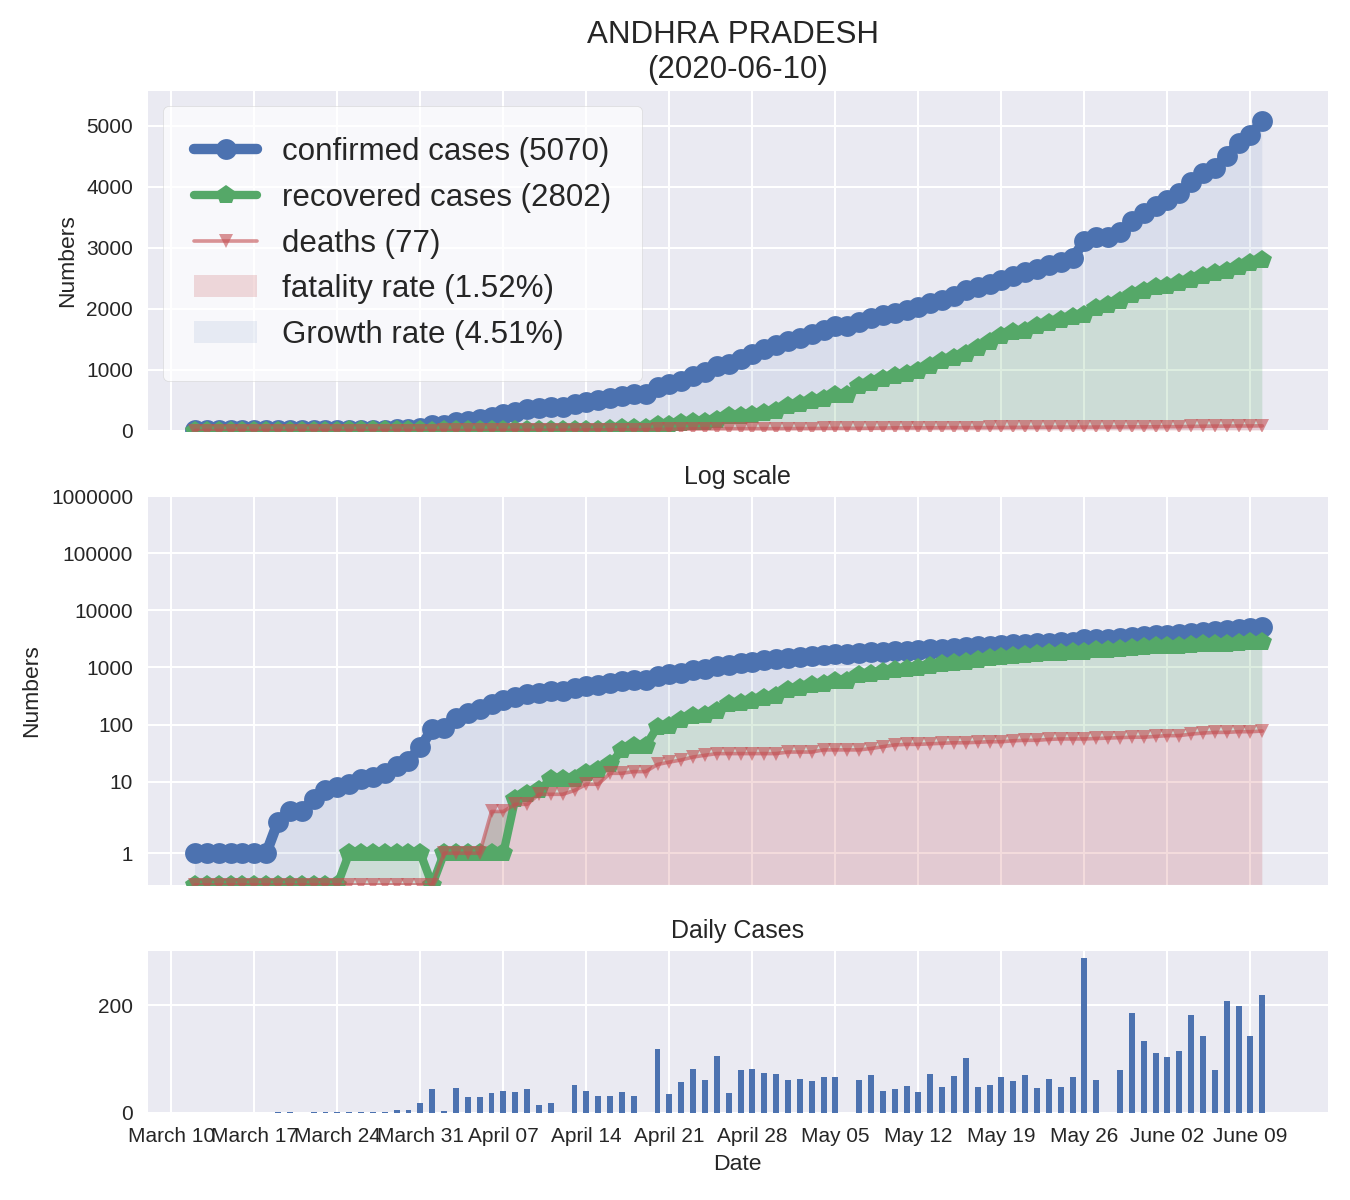 ANDHRA PRADESH
(2020-06-10)
Numbers
5000
4000
3000
2000
1000
0
confirmed cases (5070)
recovered cases (2802)
deaths (77)
fatality rate (1.52%)
Growth rate (4.51%)
Log scale
Numbers
1000000
100000
10000
1000
100
10
1
Daily Cases
200
0
March 10 March 17 March 24 March 31 April 07 April 14 April 21 April 28 May 05 May 12 May 19 May 26 June 02 June 09
Date